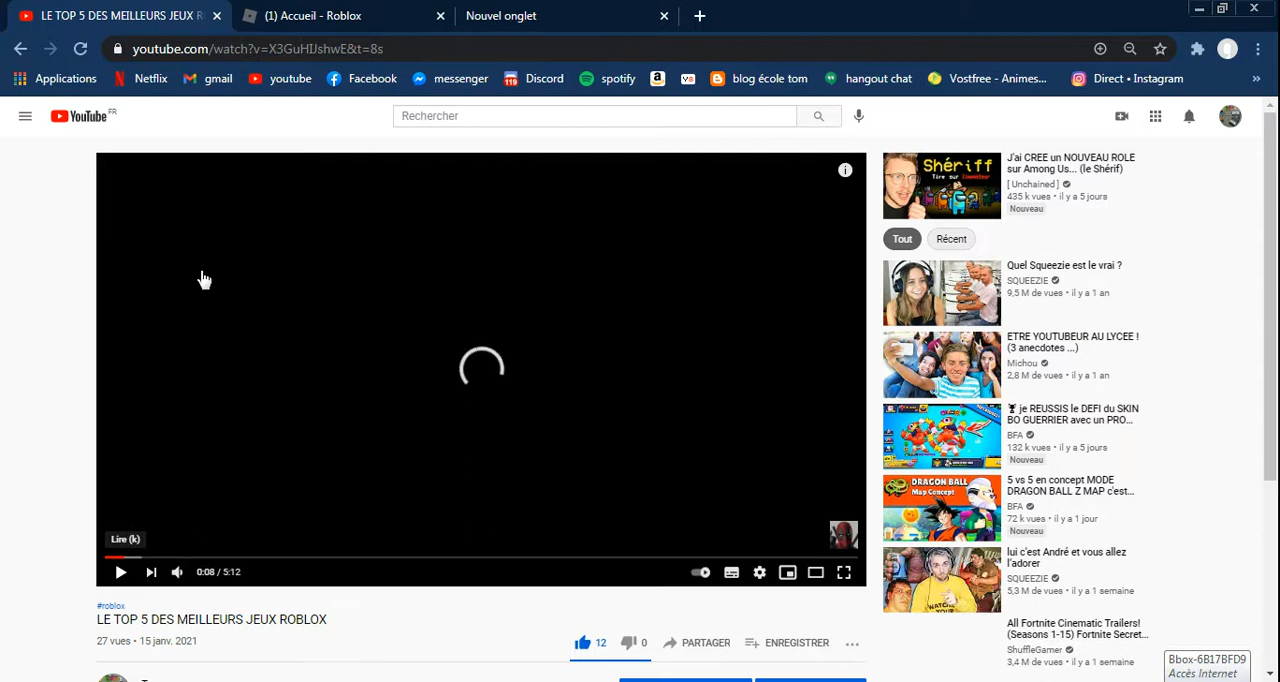 LE TOP 5 DES MEILLEURS JEUX R
(1) Accueil - Roblox
Nouvel onglet
youtube.com/watch?v=X3GuHIJshwE&t=8s
Applications
Netflix
gmail
youtube
Facebook
messenger
119
Discord
spotify
blog école tom
hangout chat
Vostfree - Animes...
Direct • Instagram
YouTube FR
Rechercher
Lire (k)
0:08 / 5:12
#roblox
LE TOP 5 DES MEILLEURS JEUX ROBLOX
27 vues • 15 janv. 2021
12
0
PARTAGER
ENREGISTRER
Shériff
Tire sur l'imposteur
J'ai CREE un NOUVEAU ROLE
sur Among Us... (le Shérif)
[ Unchained ]
435 k vues • il y a 5 jours
Nouveau
Tout
Récent
Quel Squeezie est le vrai ?
SQUEEZIE
9,5 M de vues • il y a 1 an
ETRE YOUTUBEUR AU LYCEE !
(3 anecdotes ...)
Michou
2,8 M de vues • il y a 1 an
je REUSSIS le DEFI du SKIN
BO GUERRIER avec un PRO...
BFA
132 k vues • il y a 5 jours
Nouveau
DRAGON BALL
Map Concept
5 vs 5 en concept MODE
DRAGON BALL Z MAP c'est...
BFA
72 k vues • il y a 1 jour
Nouveau
lui c'est André et vous allez
l'adorer
SQUEEZIE
5,3 M de vues • il y a 1 semaine
All Fortnite Cinematic Trailers!
(Seasons 1-15) Fortnite Secret...
ShuffleGamer
3,4 M de vues • il y a 1 semaine
Bbox-6B17BFD9
Accès Internet